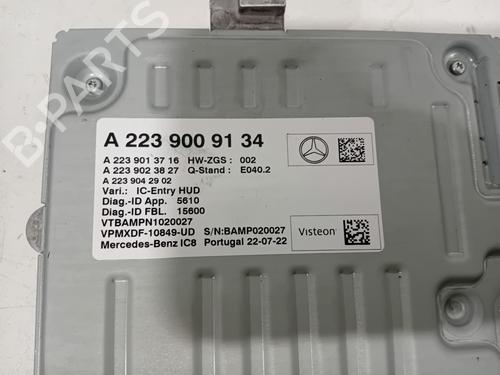 A 223 900 91 34
A 223 901 37 16 HW-ZGS : 002
A 223 902 38 27 Q-Stand : E040.2
A 223 904 29 02
Vari.: IC-Entry HUD
Diag.-ID App. 5610
Diag.-ID FBL. 15600
VTBAMPN1020027
VPMXDF-10849-UD S/N:BAMP020027
Mercedes-Benz IC8 Portugal 22-07-22
Visteon
B-PARTS